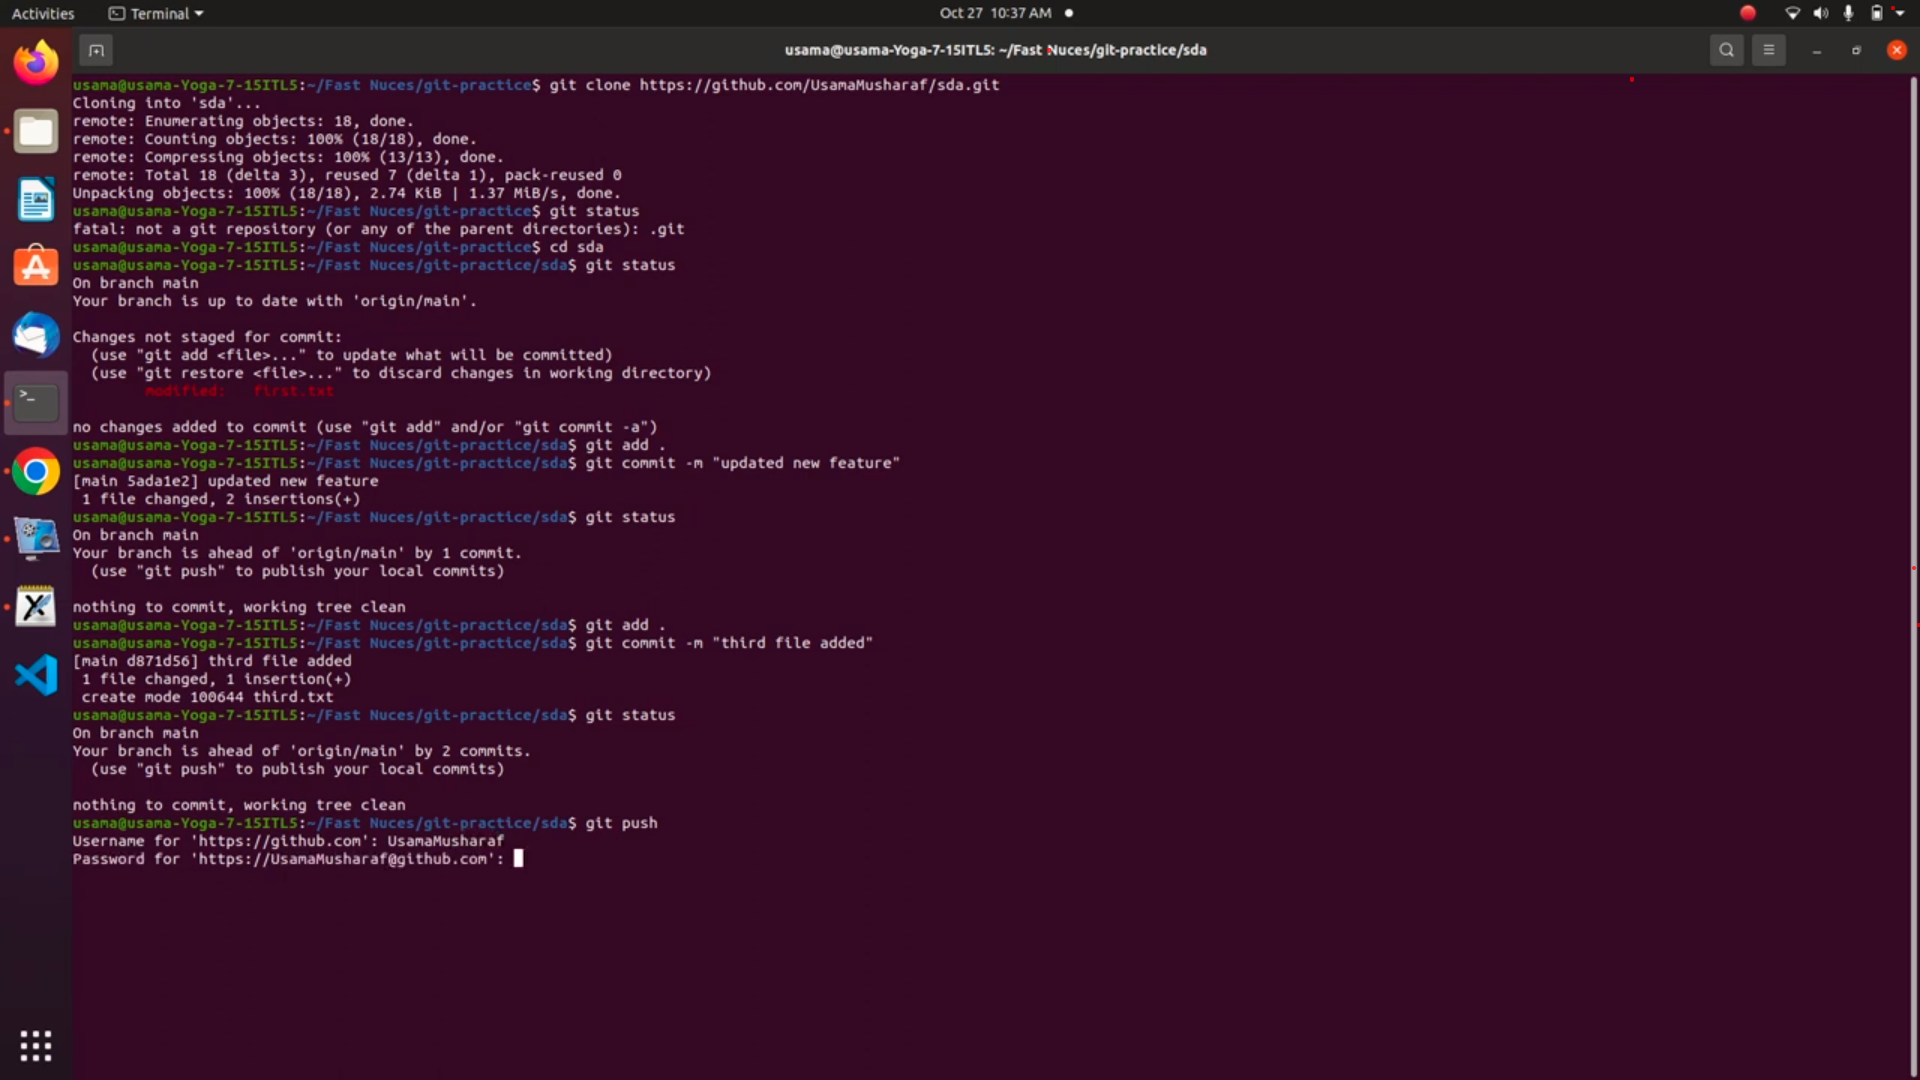 Activities Terminal Oct 27 10:37 AM
usama@usama-Yoga-7-15ITL5: ~/Fast Nuces/git-practice/sda
usama@usama-Yoga-7-15ITL5:~/Fast Nuces/git-practice$ git clone https://github.com/UsamaMusharaf/sda.git
Cloning into 'sda'...
remote: Enumerating objects: 18, done.
remote: Counting objects: 100% (18/18), done.
remote: Compressing objects: 100% (13/13), done.
remote: Total 18 (delta 3), reused 7 (delta 1), pack-reused 0
Unpacking objects: 100% (18/18), 2.74 KiB | 1.37 MiB/s, done.
usama@usama-Yoga-7-15ITL5:~/Fast Nuces/git-practice$ git status
fatal: not a git repository (or any of the parent directories): .git
usama@usama-Yoga-7-15ITL5:~/Fast Nuces/git-practice$ cd sda
usama@usama-Yoga-7-15ITL5:~/Fast Nuces/git-practice/sda$ git status
On branch main
Your branch is up to date with 'origin/main'.
Changes not staged for commit:
(use "git add <file>..." to update what will be committed)
(use "git restore <file>..." to discard changes in working directory)
modified: first.txt
no changes added to commit (use "git add" and/or "git commit -a")
usama@usama-Yoga-7-15ITL5:~/Fast Nuces/git-practice/sda$ git add .
usama@usama-Yoga-7-15ITL5:~/Fast Nuces/git-practice/sda$ git commit -m "updated new feature"
[main 5ada1e2] updated new feature
1 file changed, 2 insertions(+)
usama@usama-Yoga-7-15ITL5:~/Fast Nuces/git-practice/sda$ git status
On branch main
Your branch is ahead of 'origin/main' by 1 commit.
(use "git push" to publish your local commits)
nothing to commit, working tree clean
usama@usama-Yoga-7-15ITL5:~/Fast Nuces/git-practice/sda$ git add .
usama@usama-Yoga-7-15ITL5:~/Fast Nuces/git-practice/sda$ git commit -m "third file added"
[main d871d56] third file added
1 file changed, 1 insertion(+)
create mode 100644 third.txt
usama@usama-Yoga-7-15ITL5:~/Fast Nuces/git-practice/sda$ git status
On branch main
Your branch is ahead of 'origin/main' by 2 commits.
(use "git push" to publish your local commits)
nothing to commit, working tree clean
usama@usama-Yoga-7-15ITL5:~/Fast Nuces/git-practice/sda$ git push
Username for 'https://github.com': UsamaMusharaf
Password for 'https://UsamaMusharaf@github.com':